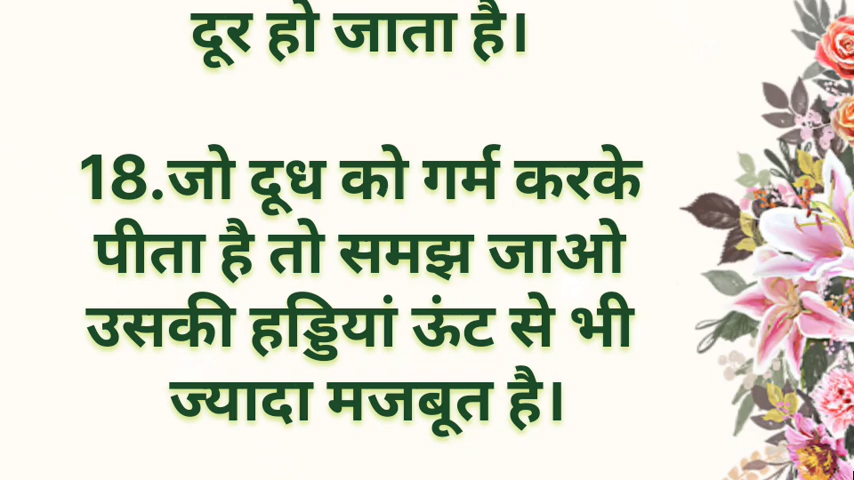 दूर हो जाता है।
18.जो दूध को गर्म करके
पीता है तो समझ जाओ
उसकी हड्डियां ऊंट से भी
ज्यादा मजबूत है।